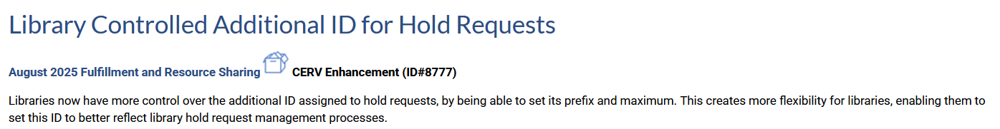 Library Controlled Additional ID for Hold Requests
August 2025 Fulfillment and Resource Sharing CERV Enhancement (ID#8777)
Libraries now have more control over the additional ID assigned to hold requests, by being able to set its prefix and maximum. This creates more flexibility for libraries, enabling them to
set this ID to better reflect library hold request management processes.